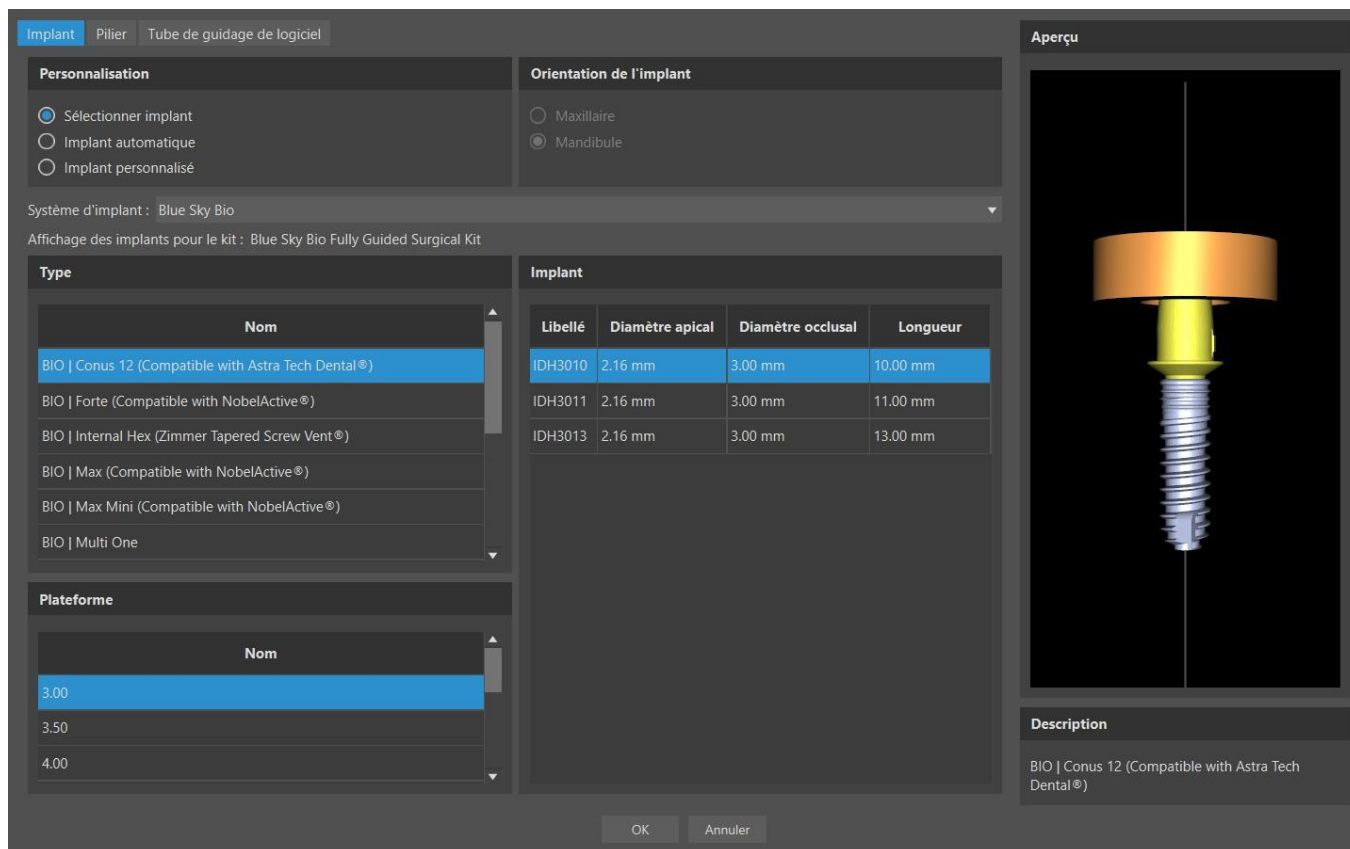 Implant Pilier Tube de guidage de logiciel
Aperçu
Personnalisation
Orientation de l'implant
Sélectionner implant
Implant automatique
Implant personnalisé
Maxillaire
Mandibule
Système d'implant : Blue Sky Bio
Affichage des implants pour le kit : Blue Sky Bio Fully Guided Surgical Kit
Type
Nom
BIO | Conus 12 (Compatible with Astra Tech Dental®)
BIO | Forte (Compatible with NobelActive®)
BIO | Internal Hex (Zimmer Tapered Screw Vent®)
BIO | Max (Compatible with NobelActive®)
BIO | Max Mini (Compatible with NobelActive®)
BIO | Multi One
Plateforme
Nom
3.00
3.50
4.00
Implant
Libellé Diamètre apical Diamètre occlusal Longueur
IDH3010 2.16 mm 3.00 mm 10.00 mm
IDH3011 2.16 mm 3.00 mm 11.00 mm
IDH3013 2.16 mm 3.00 mm 13.00 mm
Description
BIO | Conus 12 (Compatible with Astra Tech
Dental®)
OK Annuler